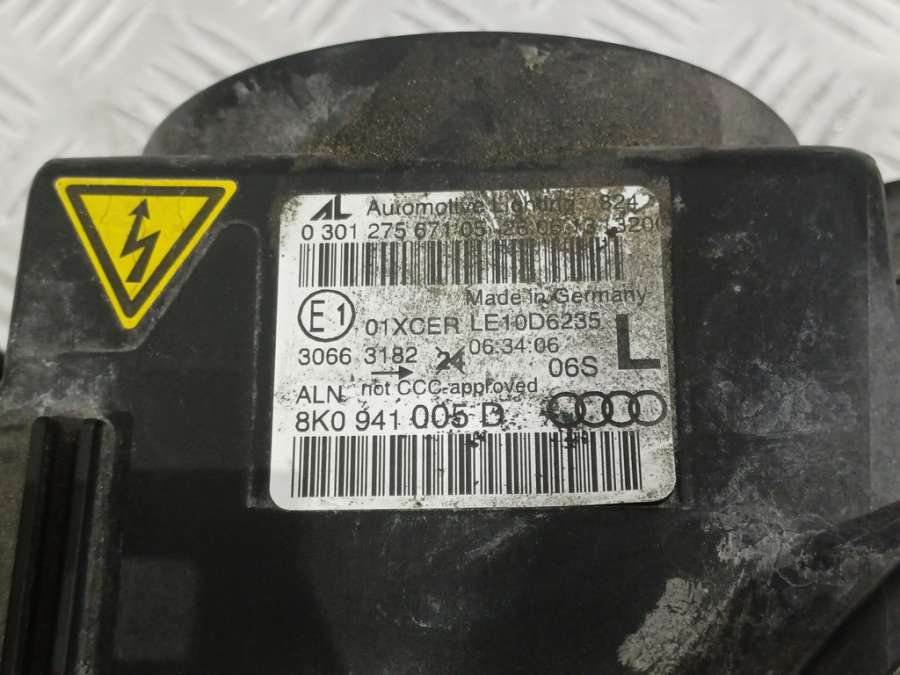 AL Automotive Lighting 824
0 301 275 671 05
Made in Germany
E1
01XCER LE10D6235
L
3066 3182 24 06:34:06
06S
ALN not CCC-approved
8K0 941 005 D